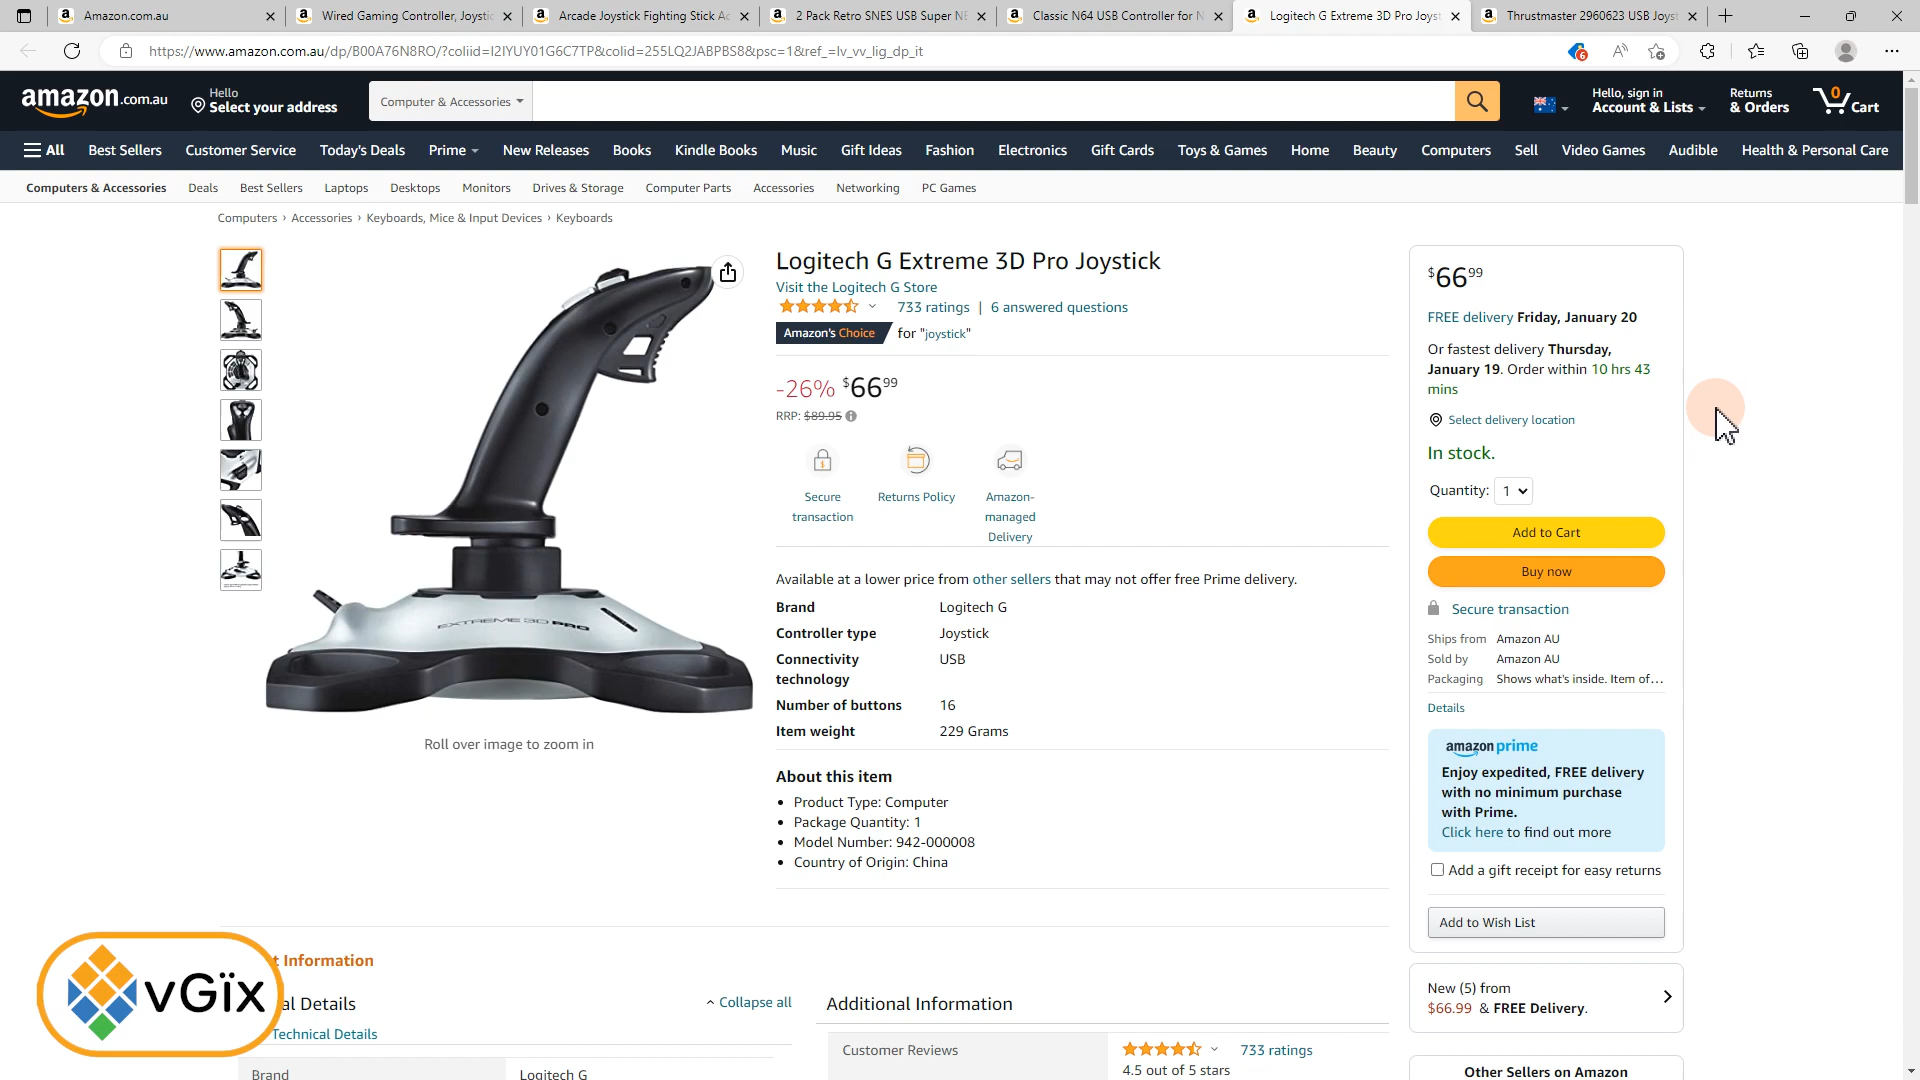 Amazon.com.au
Wired Gaming Controller, Joystic
Arcade Joystick Fighting Stick Ac
2 Pack Retro SNES USB Super NE
Classic N64 USB Controller for N
Logitech G Extreme 3D Pro Joyst
Thrustmaster 2960623 USB Joyst
https://www.amazon.com.au/dp/B00A76N8RO/?coliid=I2IYUY01G6C7TP&colid=255LQ2JABPBS8&psc=1&ref_=lv_vv_lig_dp_it
6
amazon.com.au
Hello
Select your address
Computer & Accessories
Hello, sign in
Account & Lists
Returns
& Orders
0
Cart
All Best Sellers Customer Service Today's Deals Prime New Releases Books Kindle Books Music Gift Ideas Fashion Electronics Gift Cards Toys & Games Home Beauty Computers Sell Video Games Audible Health & Personal Care
Computers & Accessories Deals Best Sellers Laptops Desktops Monitors Drives & Storage Computer Parts Accessories Networking PC Games
Computers › Accessories › Keyboards, Mice & Input Devices › Keyboards
EXTREME 3D PRO
Roll over image to zoom in
Logitech G Extreme 3D Pro Joystick
Visit the Logitech G Store
733 ratings | 6 answered questions
Amazon's Choice for "joystick"
-26% $66 99
RRP: $89.95
Secure
transaction
Returns Policy
Amazon-
managed
Delivery
Available at a lower price from other sellers that may not offer free Prime delivery.
Brand Logitech G
Controller type Joystick
Connectivity
technology
USB
Number of buttons 16
Item weight 229 Grams
About this item
• Product Type: Computer
• Package Quantity: 1
• Model Number: 942-000008
• Country of Origin: China
$66 99
FREE delivery Friday, January 20
Or fastest delivery Thursday,
January 19. Order within 10 hrs 43
mins
Select delivery location
In stock.
Quantity: 1
Add to Cart
Buy now
Secure transaction
Ships from Amazon AU
Sold by Amazon AU
Packaging Shows what's inside. Item of…
Details
amazon prime
Enjoy expedited, FREE delivery
with no minimum purchase
with Prime.
Click here to find out more
Add a gift receipt for easy returns
Add to Wish List
New (5) from
$66.99 & FREE Delivery.
Other Sellers on Amazon
t Information
al Details
Collapse all
Technical Details
Brand Logitech G
Additional Information
Customer Reviews
733 ratings
4.5 out of 5 stars
vGïx